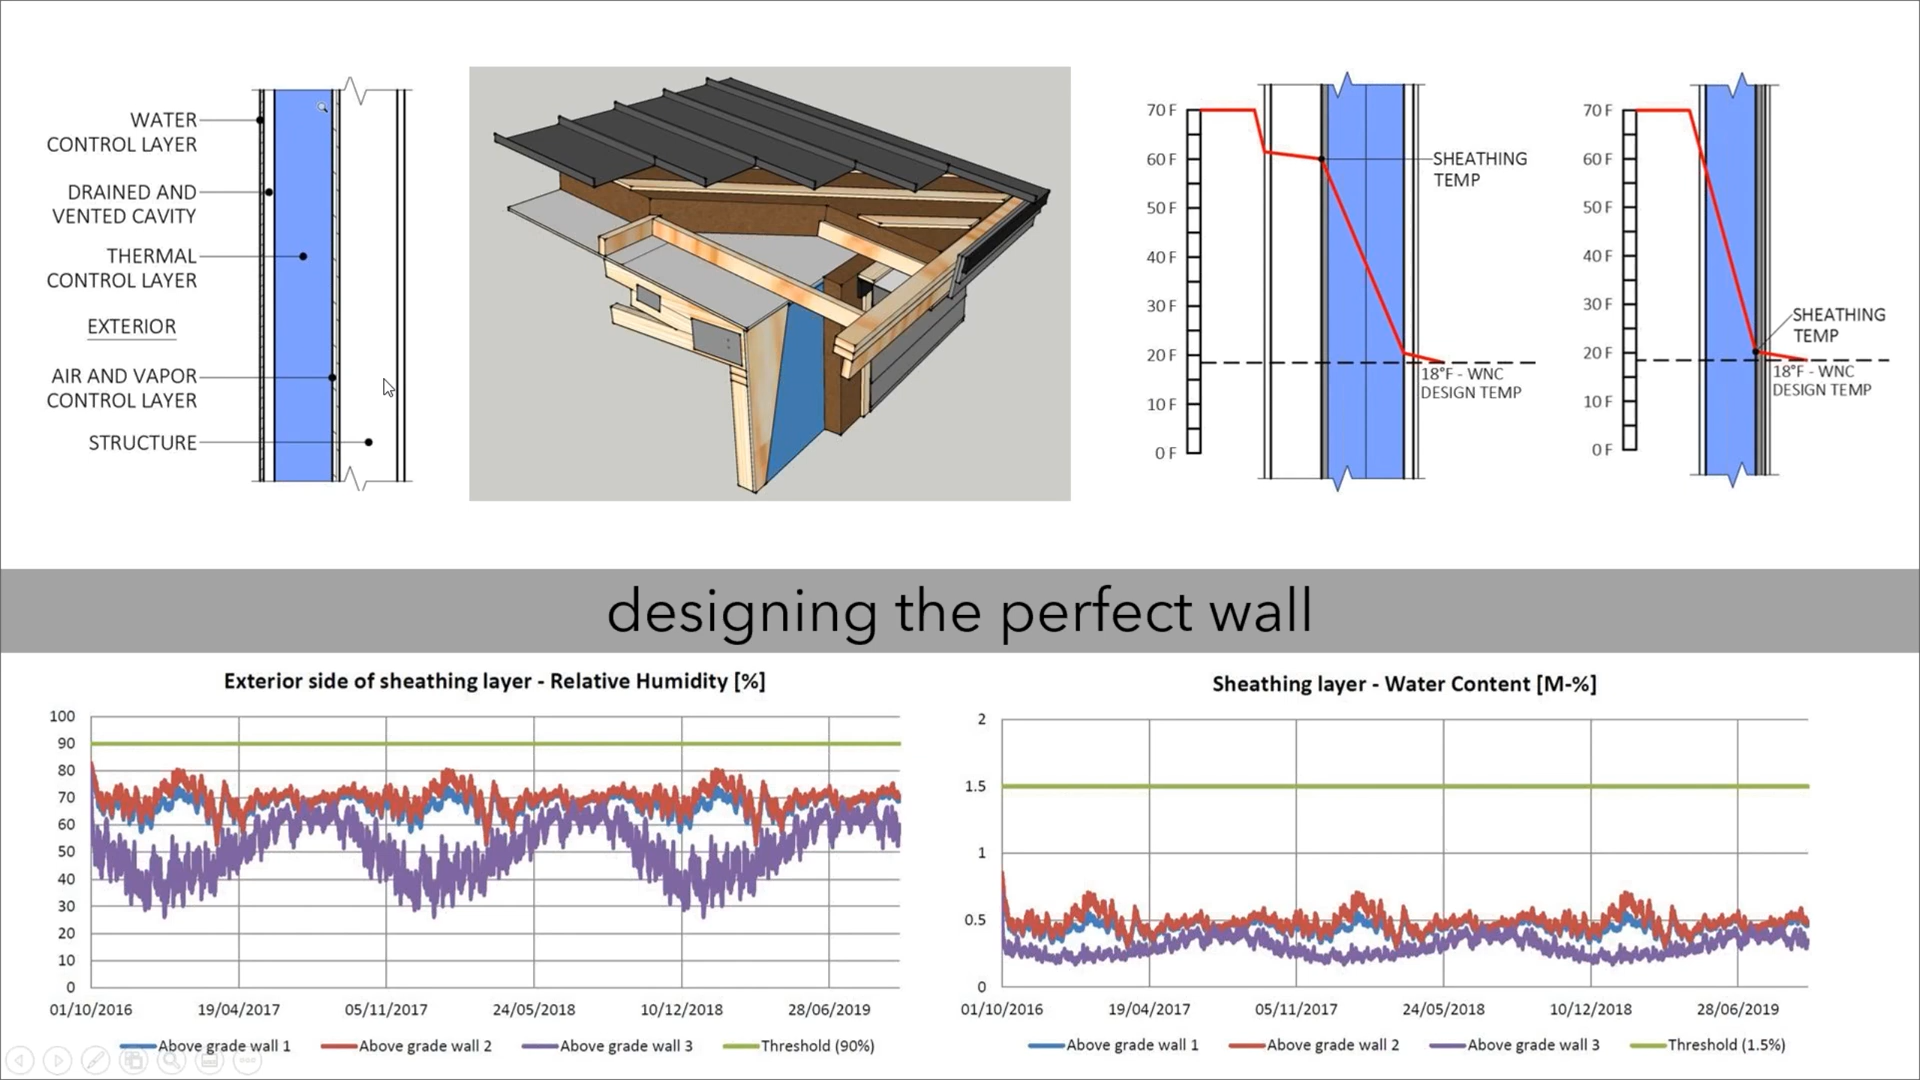 WATER
CONTROL LAYER
DRAINED AND
VENTED CAVITY
THERMAL
CONTROL LAYER
EXTERIOR
AIR AND VAPOR
CONTROL LAYER
STRUCTURE
70 F
60 F
50 F
40 F
30 F
20 F
10 F
0 F
SHEATHING
TEMP
18°F - WNC
DESIGN TEMP
70 F
60 F
50 F
40 F
30 F
20 F
10 F
0 F
SHEATHING
TEMP
18°F - WNC
DESIGN TEMP
designing the perfect wall
Exterior side of sheathing layer - Relative Humidity [%]
100
90
80
70
60
50
40
30
20
10
0
01/10/2016 19/04/2017 05/11/2017 24/05/2018 10/12/2018 28/06/2019
Above grade wall 1 Above grade wall 2 Above grade wall 3 Threshold (90%)
Sheathing layer - Water Content [M-%]
2
1.5
1
0.5
0
01/10/2016 19/04/2017 05/11/2017 24/05/2018 10/12/2018 28/06/2019
Above grade wall 1 Above grade wall 2 Above grade wall 3 Threshold (1.5%)